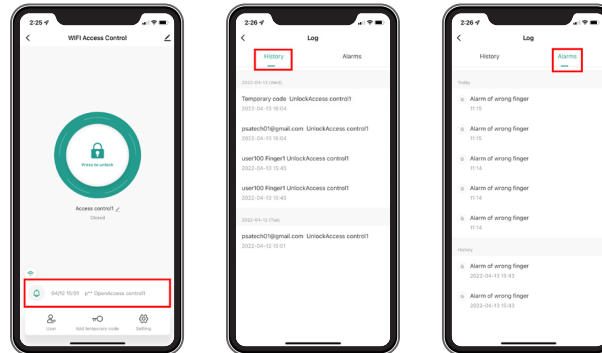 2:25
WIFI Access Control
Press to unlock
Access control1
Closed
04/12 15:01 p** OpenAccess control1
User
Add temporary code
Setting
2:26
Log
History
Alarms
2022-04-13 (Wed)
Temporary code UnlockAccess control1
2022-04-13 16:04
psatech01@gmail.com UnlockAccess control1
2022-04-13 16:04
user100 Finger1 UnlockAccess control1
2022-04-13 15:45
user100 Finger1 UnlockAccess control1
2022-04-13 15:45
2022-04-12 (Tue)
psatech01@gmail.com UnlockAccess control1
2022-04-12 15:01
2:26
Log
History
Alarms
Today
Alarm of wrong finger
11:15
Alarm of wrong finger
11:15
Alarm of wrong finger
11:14
Alarm of wrong finger
11:14
Alarm of wrong finger
11:14
History
Alarm of wrong finger
2022-04-13 15:43
Alarm of wrong finger
2022-04-13 15:43